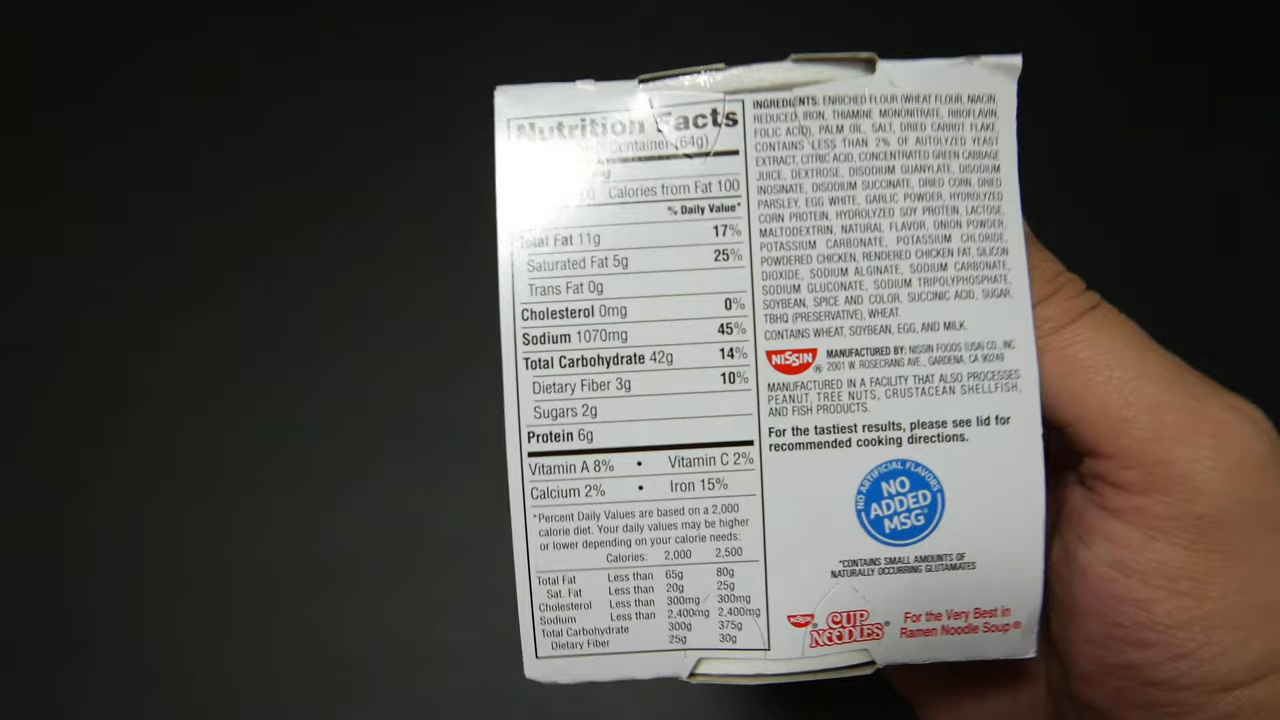 Nutrition Facts
Container (64g)
Calories from Fat 100
% Daily Value*
Total Fat 11g 17%
Saturated Fat 5g 25%
Trans Fat 0g
Cholesterol 0mg 0%
Sodium 1070mg 45%
Total Carbohydrate 42g 14%
Dietary Fiber 3g 10%
Sugars 2g
Protein 6g
Vitamin A 8% • Vitamin C 2%
Calcium 2% • Iron 15%
*Percent Daily Values are based on a 2,000
calorie diet. Your daily values may be higher
or lower depending on your calorie needs:
Calories: 2,000 2,500
Total Fat Less than 65g 80g
Sat. Fat Less than 20g 25g
Cholesterol Less than 300mg 300mg
Sodium Less than 2,400mg 2,400mg
Total Carbohydrate 300g 375g
Dietary Fiber 25g 30g
INGREDIENTS: ENRICHED FLOUR (WHEAT FLOUR, NIACIN,
REDUCED IRON, THIAMINE MONONITRATE, RIBOFLAVIN,
FOLIC ACID), PALM OIL, SALT, DRIED CARROT FLAKE,
CONTAINS LESS THAN 2% OF AUTOLYZED YEAST
EXTRACT, CITRIC ACID, CONCENTRATED GREEN CABBAGE
JUICE, DEXTROSE, DISODIUM GUANYLATE, DISODIUM
INOSINATE, DISODIUM SUCCINATE, DRIED CORN, DRIED
PARSLEY, EGG WHITE, GARLIC POWDER, HYDROLYZED
CORN PROTEIN, HYDROLYZED SOY PROTEIN, LACTOSE,
MALTODEXTRIN, NATURAL FLAVOR, ONION POWDER,
POTASSIUM CARBONATE, POTASSIUM CHLORIDE,
POWDERED CHICKEN, RENDERED CHICKEN FAT, SILICON
DIOXIDE, SODIUM ALGINATE, SODIUM CARBONATE,
SODIUM GLUCONATE, SODIUM TRIPOLYPHOSPHATE,
SOYBEAN, SPICE AND COLOR, SUCCINIC ACID, SUGAR,
TBHQ (PRESERVATIVE), WHEAT.
CONTAINS WHEAT, SOYBEAN, EGG, AND MILK.
NISSIN ® MANUFACTURED BY: NISSIN FOODS (USA) CO., INC.
2001 W. ROSECRANS AVE., GARDENA, CA 90249
MANUFACTURED IN A FACILITY THAT ALSO PROCESSES
PEANUT, TREE NUTS, CRUSTACEAN SHELLFISH,
AND FISH PRODUCTS.
For the tastiest results, please see lid for
recommended cooking directions.
NO ARTIFICIAL FLAVORS
NO
ADDED
MSG*
*CONTAINS SMALL AMOUNTS OF
NATURALLY OCCURRING GLUTAMATES
NISSIN® CUP
NOODLES®
For the Very Best in
Ramen Noodle Soup®